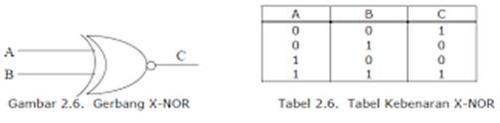 A
B
C
Gambar 2.6. Gerbang X-NOR
A B C
0 0 1
0 1 0
1 0 0
1 1 1
Tabel 2.6. Tabel Kebenaran X-NOR